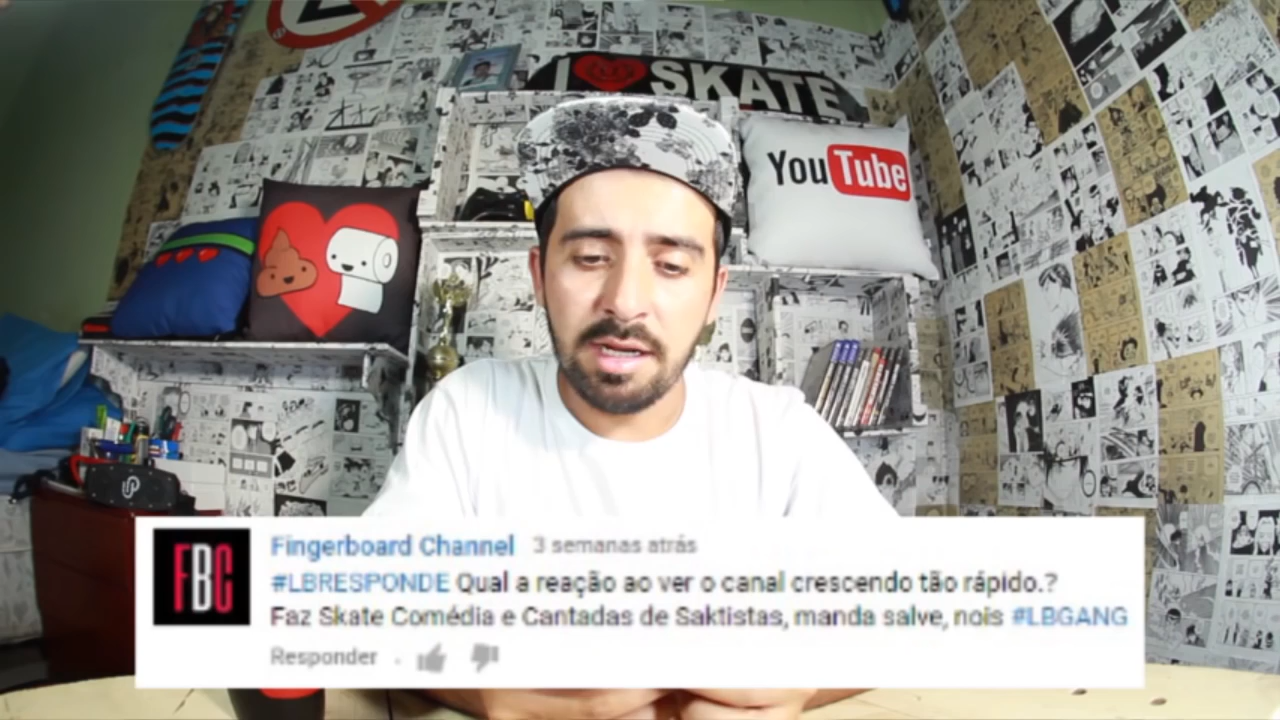 I SKATE
YouTube
FBC
Fingerboard Channel 3 semanas atrás
#LBRESPONDE Qual a reação ao ver o canal crescendo tão rápido.?
Faz Skate Comédia e Cantadas de Saktistas, manda salve, nois #LBGANG
Responder